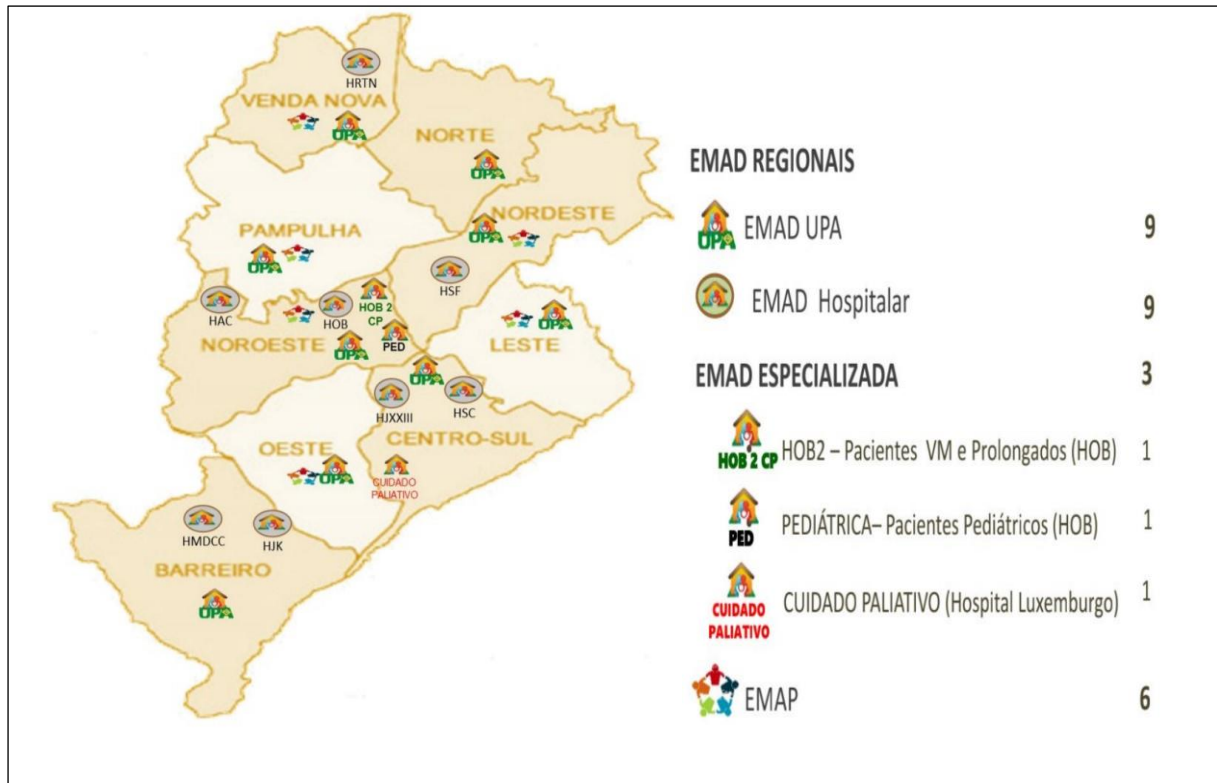 HRTN
VENDA NOVA
UPA
NORTE
UPA
NORDESTE
UPA
PAMPULHA
UPA
HSF
HAC
HOB
HOB 2
CP
PED
NOROESTE
UPA
LESTE
UPA
UPA
HJXXIII
HSC
CENTRO-SUL
OESTE
UPA
CUIDADO
PALIATIVO
HMDCC
HJK
BARREIRO
UPA
EMAD REGIONAIS
UPA EMAD UPA 9
EMAD Hospitalar 9
EMAD ESPECIALIZADA 3
HOB 2 CP HOB2 – Pacientes VM e Prolongados (HOB) 1
PED PEDIÁTRICA– Pacientes Pediátricos (HOB) 1
CUIDADO PALIATIVO CUIDADO PALIATIVO (Hospital Luxemburgo) 1
EMAP 6